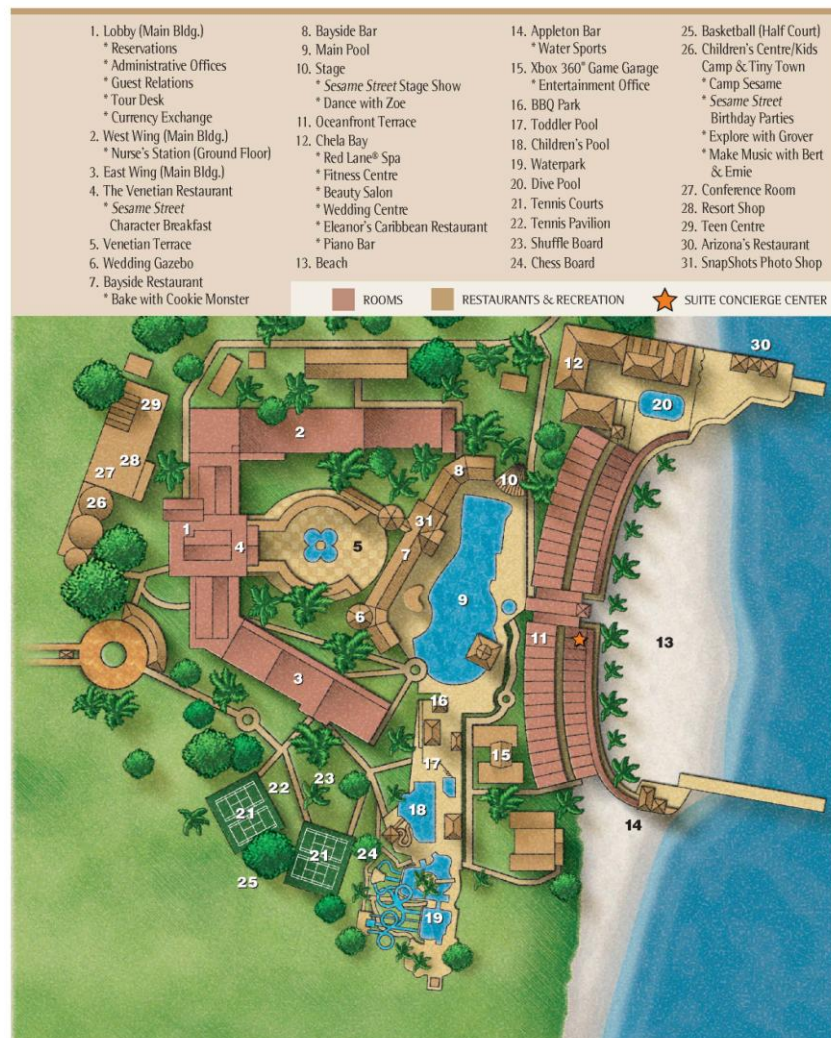 1. Lobby (Main Bldg.)
* Reservations
* Administrative Offices
* Guest Relations
* Tour Desk
* Currency Exchange
2. West Wing (Main Bldg.)
* Nurse's Station (Ground Floor)
3. East Wing (Main Bldg.)
4. The Venetian Restaurant
* Sesame Street
Character Breakfast
5. Venetian Terrace
6. Wedding Gazebo
7. Bayside Restaurant
* Bake with Cookie Monster
8. Bayside Bar
9. Main Pool
10. Stage
* Sesame Street Stage Show
* Dance with Zoe
11. Oceanfront Terrace
12. Chela Bay
* Red Lane® Spa
* Fitness Centre
* Beauty Salon
* Wedding Centre
* Eleanor's Caribbean Restaurant
* Piano Bar
13. Beach
14. Appleton Bar
* Water Sports
15. Xbox 360® Game Garage
* Entertainment Office
16. BBQ Park
17. Toddler Pool
18. Children's Pool
19. Waterpark
20. Dive Pool
21. Tennis Courts
22. Tennis Pavilion
23. Shuffle Board
24. Chess Board
25. Basketball (Half Court)
26. Children's Centre/Kids
Camp & Tiny Town
* Camp Sesame
* Sesame Street
Birthday Parties
* Explore with Grover
* Make Music with Bert
& Ernie
27. Conference Room
28. Resort Shop
29. Teen Centre
30. Arizona's Restaurant
31. SnapShots Photo Shop
ROOMS
RESTAURANTS & RECREATION
SUITE CONCIERGE CENTER
30
12
20
29
2
28
27
8
10
26
31
1
4
5
7
9
6
11
13
3
16
15
17
23
22
18
21
14
21
24
25
19